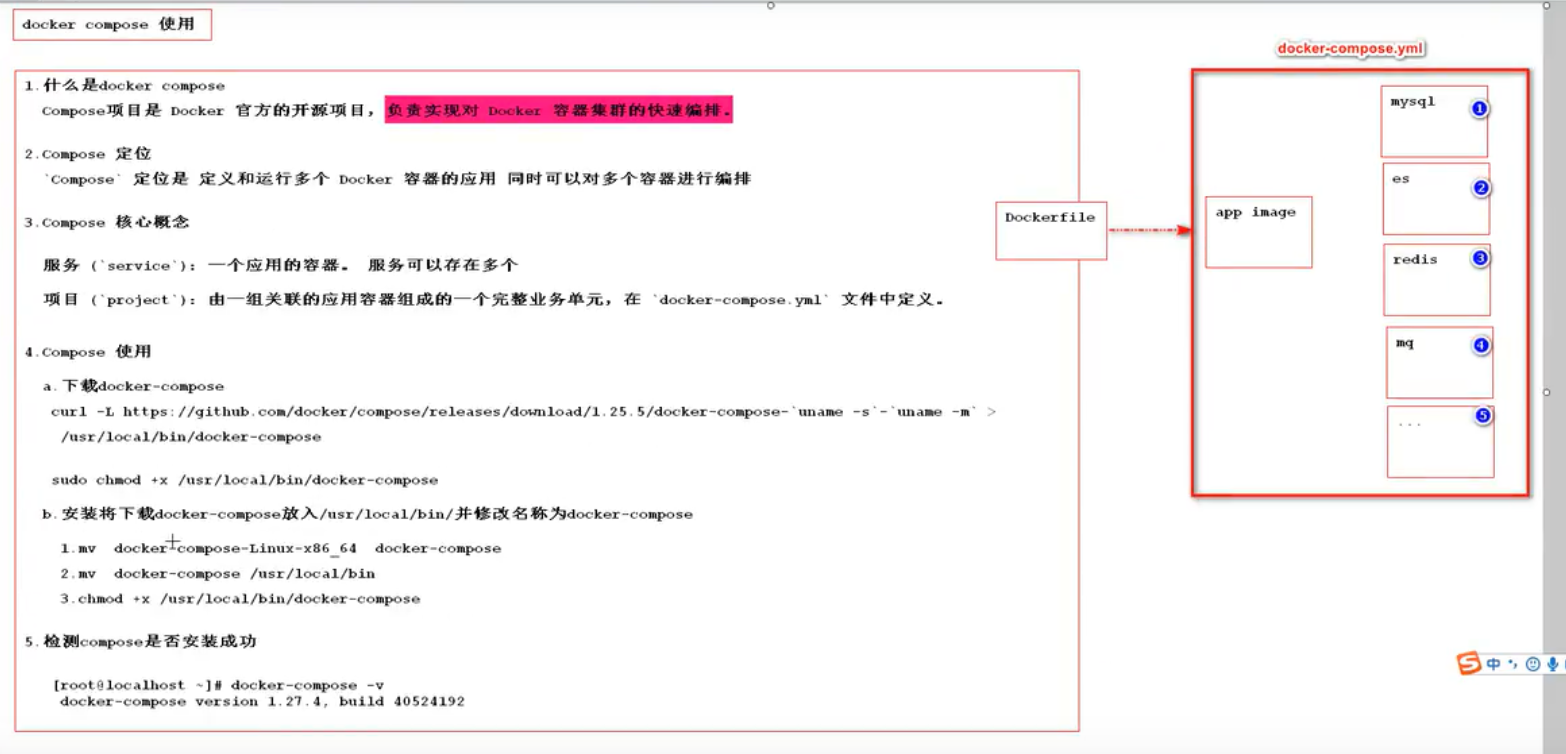 docker compose 使用
docker-compose.yml
1.什么是docker compose
Compose项目是 Docker 官方的开源项目，负责实现对 Docker 容器集群的快速编排。
2.Compose 定位
`Compose` 定位是 定义和运行多个 Docker 容器的应用 同时可以对多个容器进行编排
3.Compose 核心概念
服务 (`service`)：一个应用的容器。 服务可以存在多个
项目 (`project`)：由一组关联的应用容器组成的一个完整业务单元，在 `docker-compose.yml` 文件中定义。
4.Compose 使用
a.下载docker-compose
curl -L https://github.com/docker/compose/releases/download/1.25.5/docker-compose-`uname -s`-`uname -m` >
/usr/local/bin/docker-compose
sudo chmod +x /usr/local/bin/docker-compose
b.安装将下载docker-compose放入/usr/local/bin/并修改名称为docker-compose
1.mv docker-compose-Linux-x86_64 docker-compose
2.mv docker-compose /usr/local/bin
3.chmod +x /usr/local/bin/docker-compose
5.检测compose是否安装成功
[root@localhost ~]# docker-compose -v
docker-compose version 1.27.4, build 40524192
Dockerfile
app image
mysql 1
es 2
redis 3
mq 4
... 5
S 中